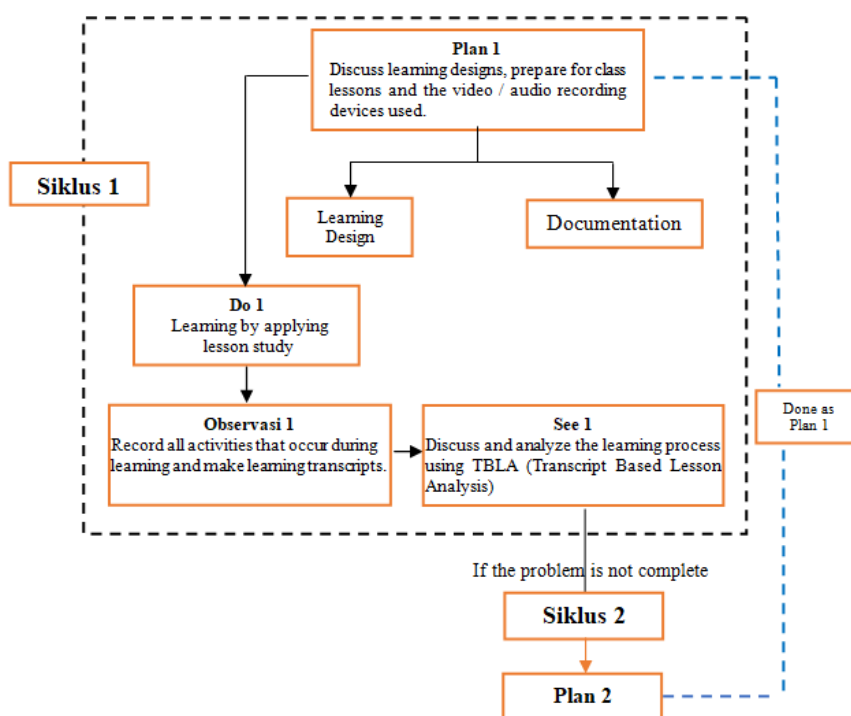 Plan 1
Discuss learning designs, prepare for class
lessons and the video / audio recording
devices used.
Siklus 1
Learning
Design
Documentation
Do 1
Learning by applying
lesson study
Observasi 1
Record all activities that occur during
learning and make learning transcripts.
See 1
Discuss and analyze the learning process
using TBLA (Transcript Based Lesson
Analysis)
Done as
Plan 1
If the problem is not complete
Siklus 2
Plan 2